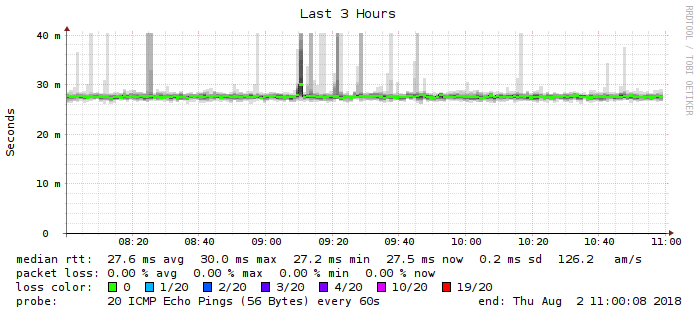 Last 3 Hours
RRDTOOL / TOBI OETIKER
Seconds
40 m
30 m
20 m
10 m
0
08:20 08:40 09:00 09:20 09:40 10:00 10:20 10:40 11:00
median rtt: 27.6 ms avg 30.0 ms max 27.2 ms min 27.5 ms now 0.2 ms sd 126.2 am/s
packet loss: 0.00 % avg 0.00 % max 0.00 % min 0.00 % now
loss color: 0 1/20 2/20 3/20 4/20 10/20 19/20
probe: 20 ICMP Echo Pings (56 Bytes) every 60s end: Thu Aug 2 11:00:08 2018